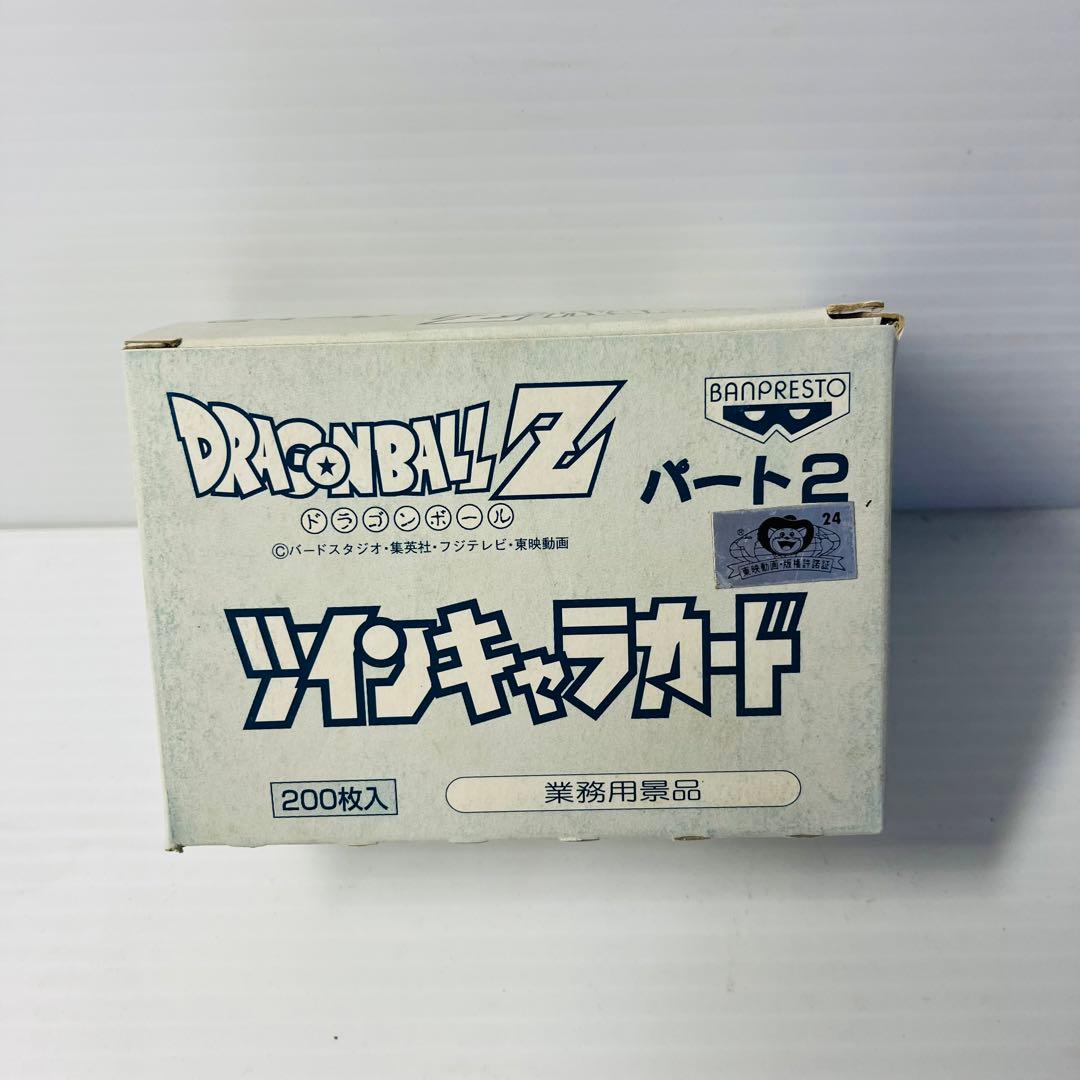 DRAGONBALL Z
BANPRESTO
ドラゴンボール
パート2
©バードスタジオ・集英社・フジテレビ・東映動画
24
東映動画・版権許諾証
ツインキャラカード
200枚入
業務用景品